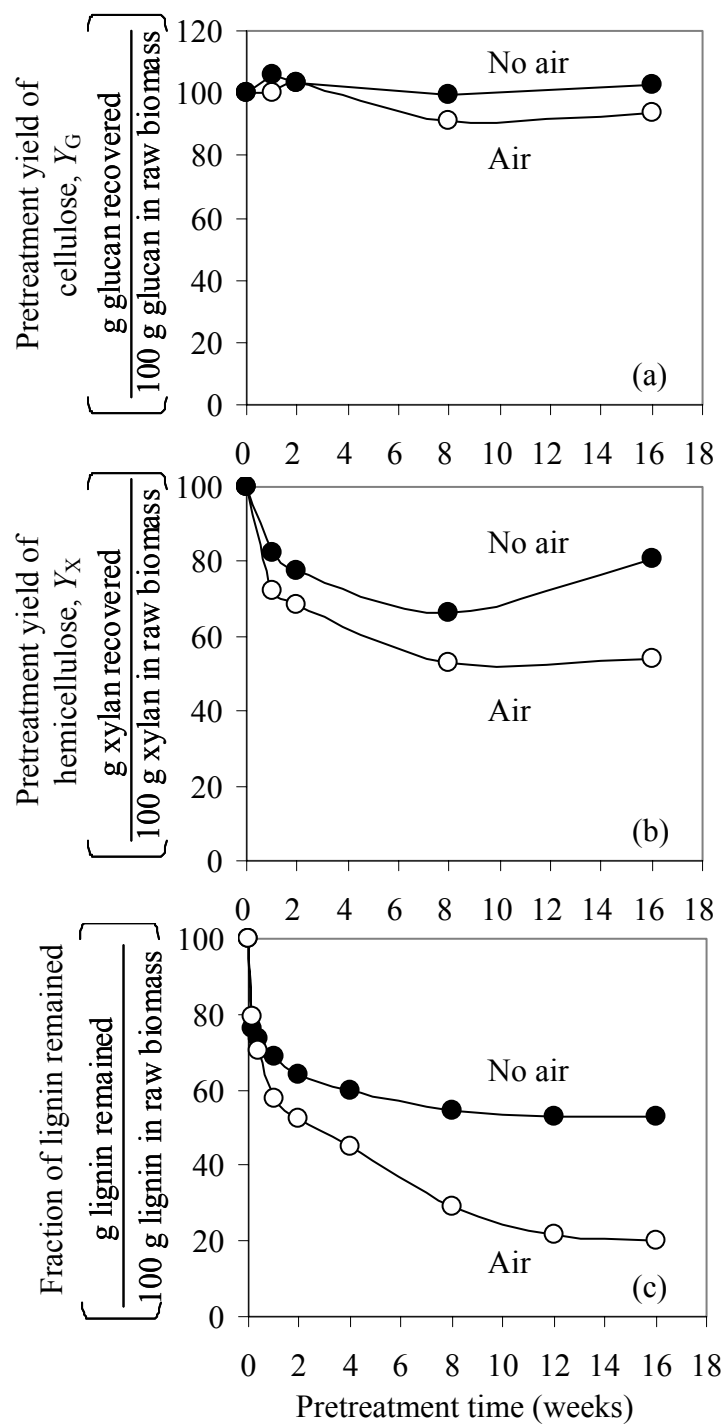 Pretreatment yield of
cellulose, Y_G
g glucan recovered
100 g glucan in raw biomass
120
100
80
60
40
20
0
No air
Air
(a)
0 2 4 6 8 10 12 14 16 18
Pretreatment yield of
hemicellulose, Y_X
g xylan recovered
100 g xylan in raw biomass
100
80
60
40
20
0
No air
Air
(b)
0 2 4 6 8 10 12 14 16 18
Fraction of lignin remained
g lignin remained
100 g lignin in raw biomass
100
80
60
40
20
0
No air
Air
(c)
0 2 4 6 8 10 12 14 16 18
Pretreatment time (weeks)